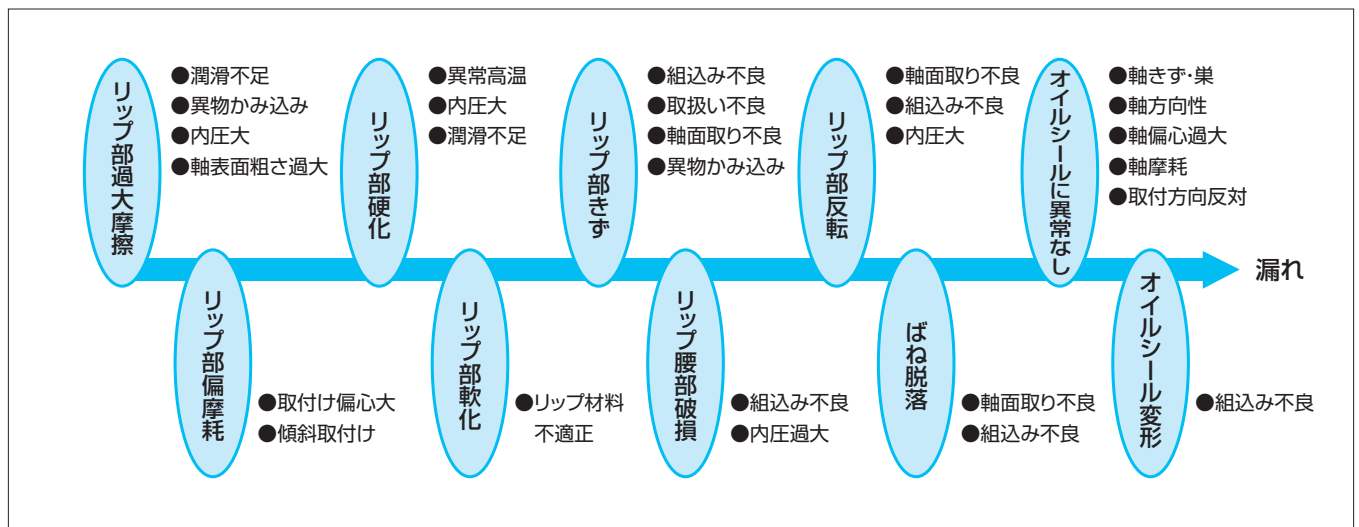 リップ部過大摩擦
●潤滑不足
●異物かみ込み
●内圧大
●軸表面粗さ過大
リップ部硬化
●異常高温
●内圧大
●潤滑不足
リップ部きず
●組込み不良
●取扱い不良
●軸面取り不良
●異物かみ込み
リップ部反転
●軸面取り不良
●組込み不良
●内圧大
オイルシールに異常なし
●軸きず・巣
●軸方向性
●軸偏心過大
●軸摩耗
●取付方向反対
漏れ
リップ部偏摩耗
●取付け偏心大
●傾斜取付け
リップ部軟化
●リップ材料
不適正
リップ腰部破損
●組込み不良
●内圧過大
ばね脱落
●軸面取り不良
●組込み不良
オイルシール変形
●組込み不良